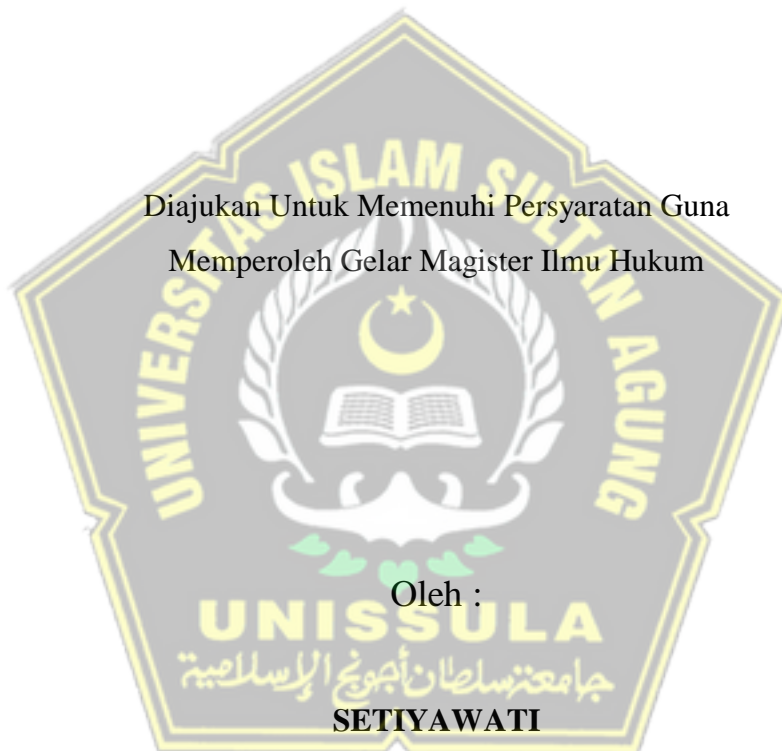 UNIVERSITAS ISLAM SULTAN AGUNG
Diajukan Untuk Memenuhi Persyaratan Guna
Memperoleh Gelar Magister Ilmu Hukum
Oleh :
UNISSULA
جامعة سلطان أجونج الإسلامية
SETIYAWATI